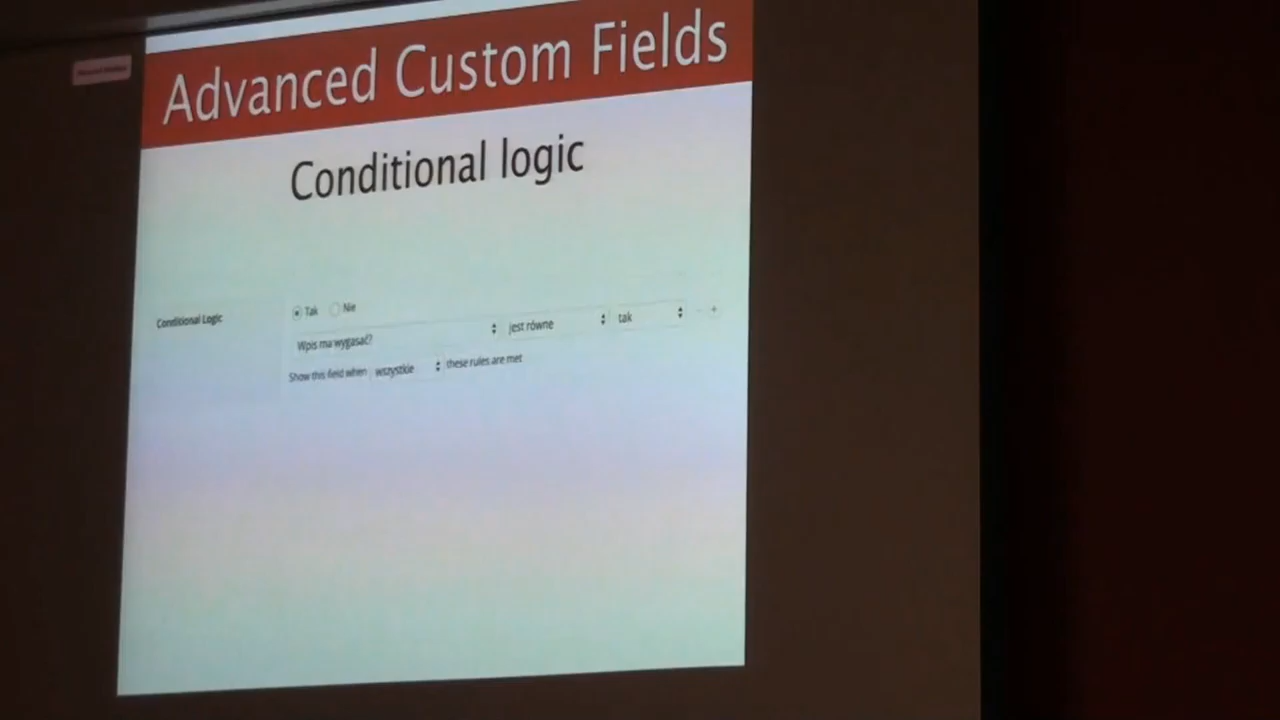 Advanced Custom Fields
Conditional logic
Conditional Logic
Tak Nie
Wpis ma wygasać? jest równe tak - +
Show this field when wszystkie these rules are met